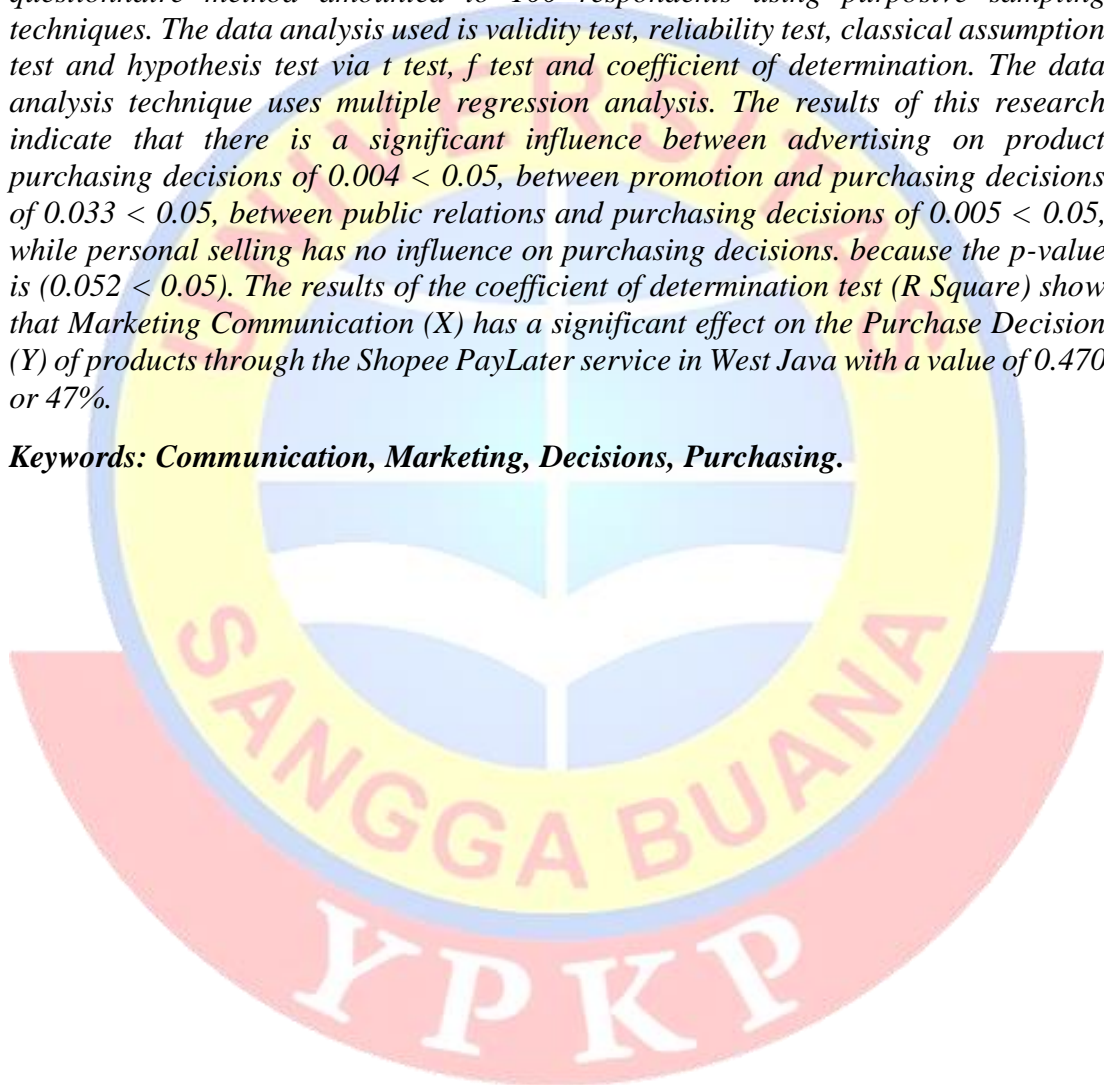 questionnaire method amounted to 100 respondents using purposive sampling
techniques. The data analysis used is validity test, reliability test, classical assumption
test and hypothesis test via t test, f test and coefficient of determination. The data
analysis technique uses multiple regression analysis. The results of this research
indicate that there is a significant influence between advertising on product
purchasing decisions of 0.004 < 0.05, between promotion and purchasing decisions
of 0.033 < 0.05, between public relations and purchasing decisions of 0.005 < 0.05,
while personal selling has no influence on purchasing decisions. because the p-value
is (0.052 < 0.05). The results of the coefficient of determination test (R Square) show
that Marketing Communication (X) has a significant effect on the Purchase Decision
(Y) of products through the Shopee PayLater service in West Java with a value of 0.470
or 47%.
Keywords: Communication, Marketing, Decisions, Purchasing.
UNIVERSITAS
SANGGA BUANA
YPKP